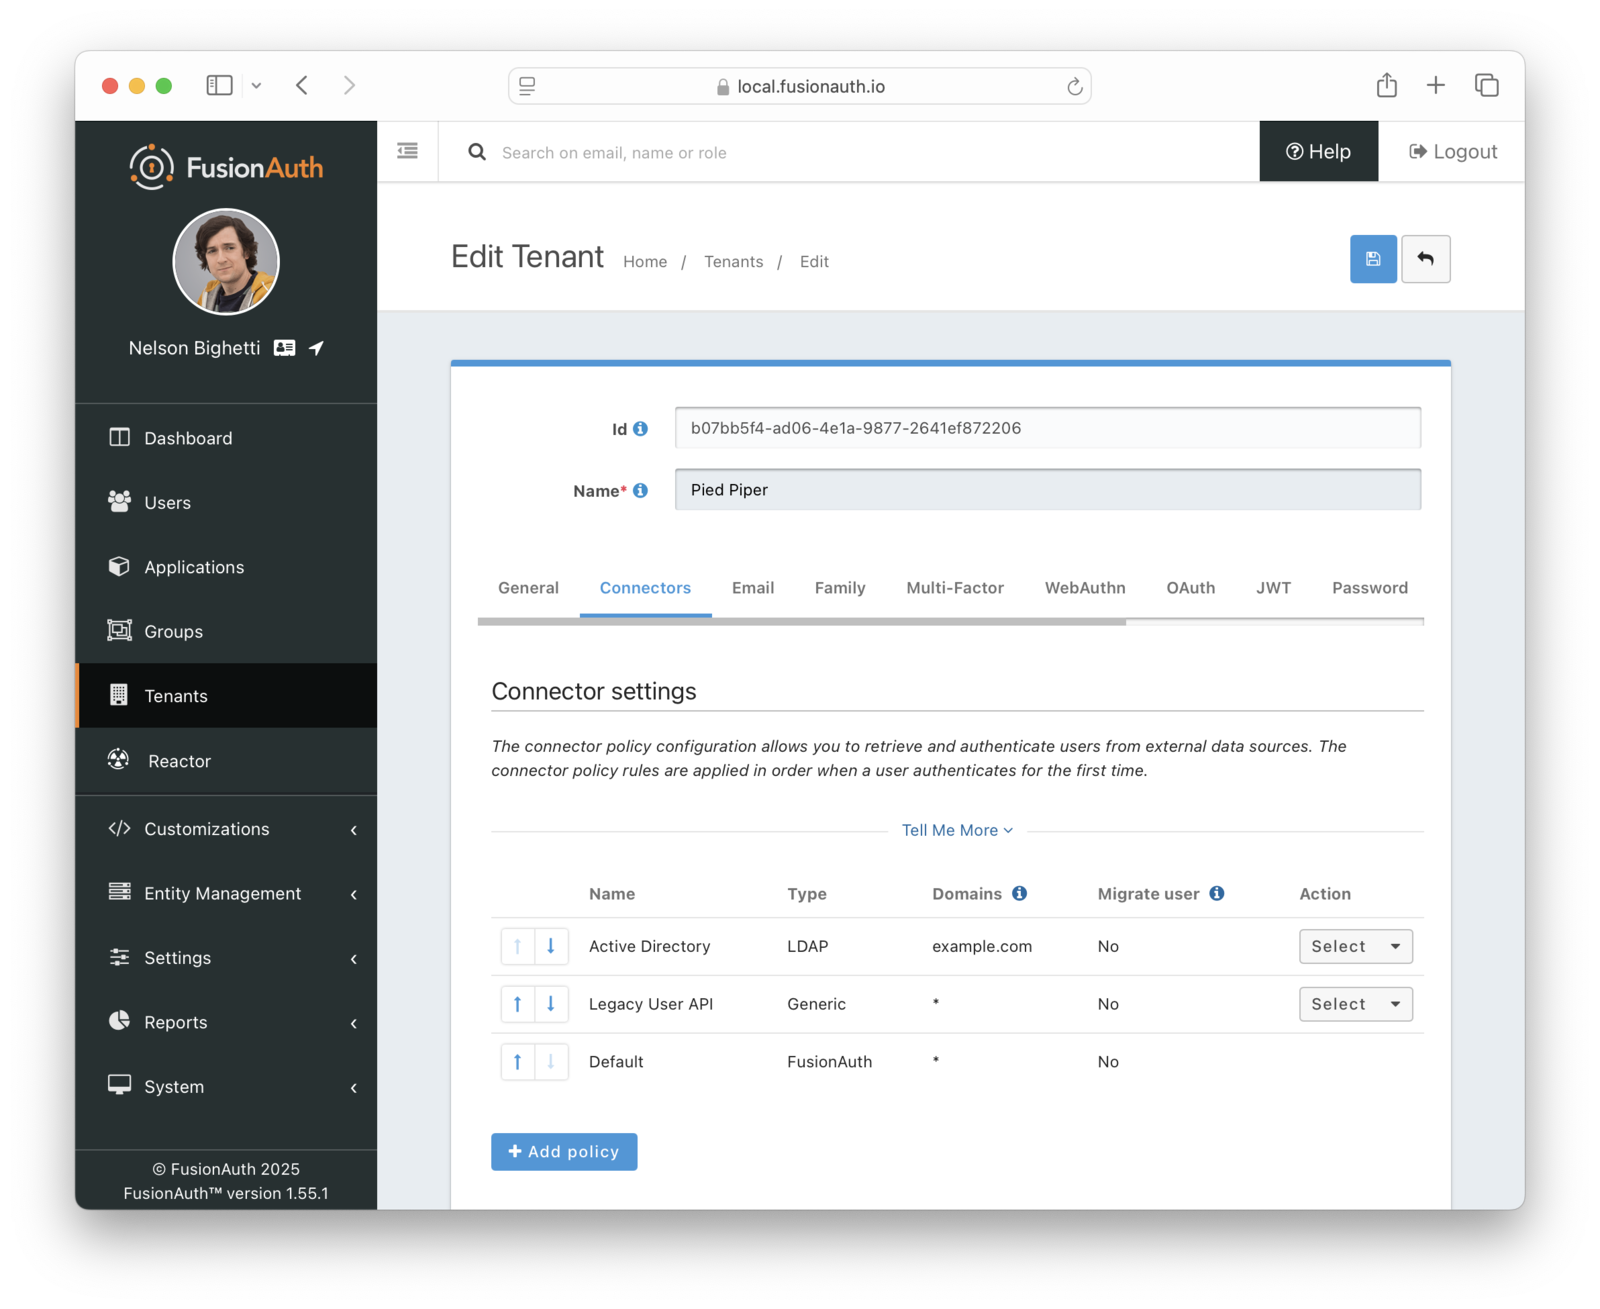 local.fusionauth.io
FusionAuth
Search on email, name or role
Help
Logout
Nelson Bighetti
Edit Tenant
Home / Tenants / Edit
Dashboard
Users
Applications
Groups
Tenants
Reactor
Customizations
Entity Management
Settings
Reports
System
© FusionAuth 2025
FusionAuth™ version 1.55.1
Id
b07bb5f4-ad06-4e1a-9877-2641ef872206
Name*
Pied Piper
General Connectors Email Family Multi-Factor WebAuthn OAuth JWT Password
Connector settings
The connector policy configuration allows you to retrieve and authenticate users from external data sources. The
connector policy rules are applied in order when a user authenticates for the first time.
Tell Me More
Name Type Domains Migrate user Action
Active Directory LDAP example.com No Select
Legacy User API Generic * No Select
Default FusionAuth * No
+ Add policy